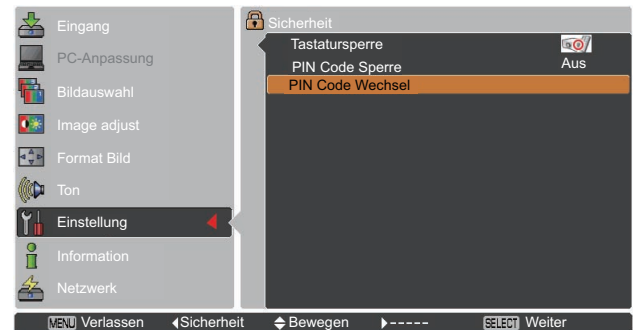 Eingang
PC-Anpassung
Bildauswahl
Image adjust
Format Bild
Ton
Einstellung
Information
Netzwerk
Sicherheit
Tastatursperre
PIN Code Sperre Aus
PIN Code Wechsel
MENU Verlassen Sicherheit Bewegen ----- SELECT Weiter